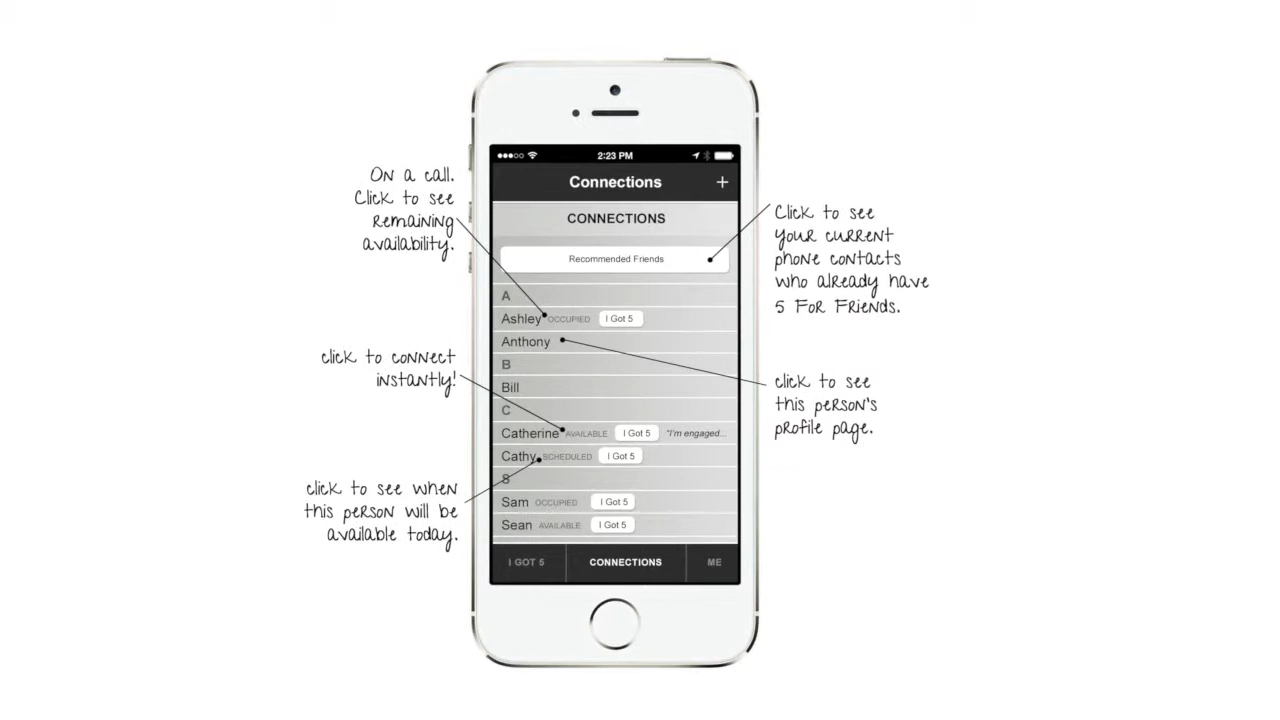 2:23 PM
Connections +
CONNECTIONS
Recommended Friends
A
Ashley OCCUPIED I Got 5
Anthony
B
Bill
C
Catherine AVAILABLE I Got 5 "I'm engaged...
Cathy SCHEDULED I Got 5
S
Sam OCCUPIED I Got 5
Sean AVAILABLE I Got 5
I GOT 5 CONNECTIONS ME
On a call.
Click to see
remaining
availability.
click to connect
instantly!
click to see when
this person will be
available today.
Click to see
your current
phone contacts
who already have
5 For Friends.
click to see
this person's
profile page.